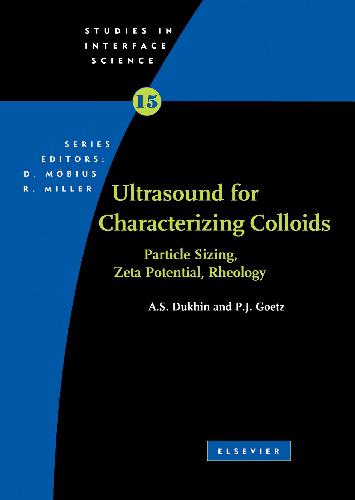 STUDIES IN
INTERFACE
SCIENCE
15
SERIES
EDITORS:
D. MÖBIUS
R. MILLER
Ultrasound for
Characterizing Colloids
Particle Sizing,
Zeta Potential, Rheology
A.S. Dukhin and P.J. Goetz
ELSEVIER